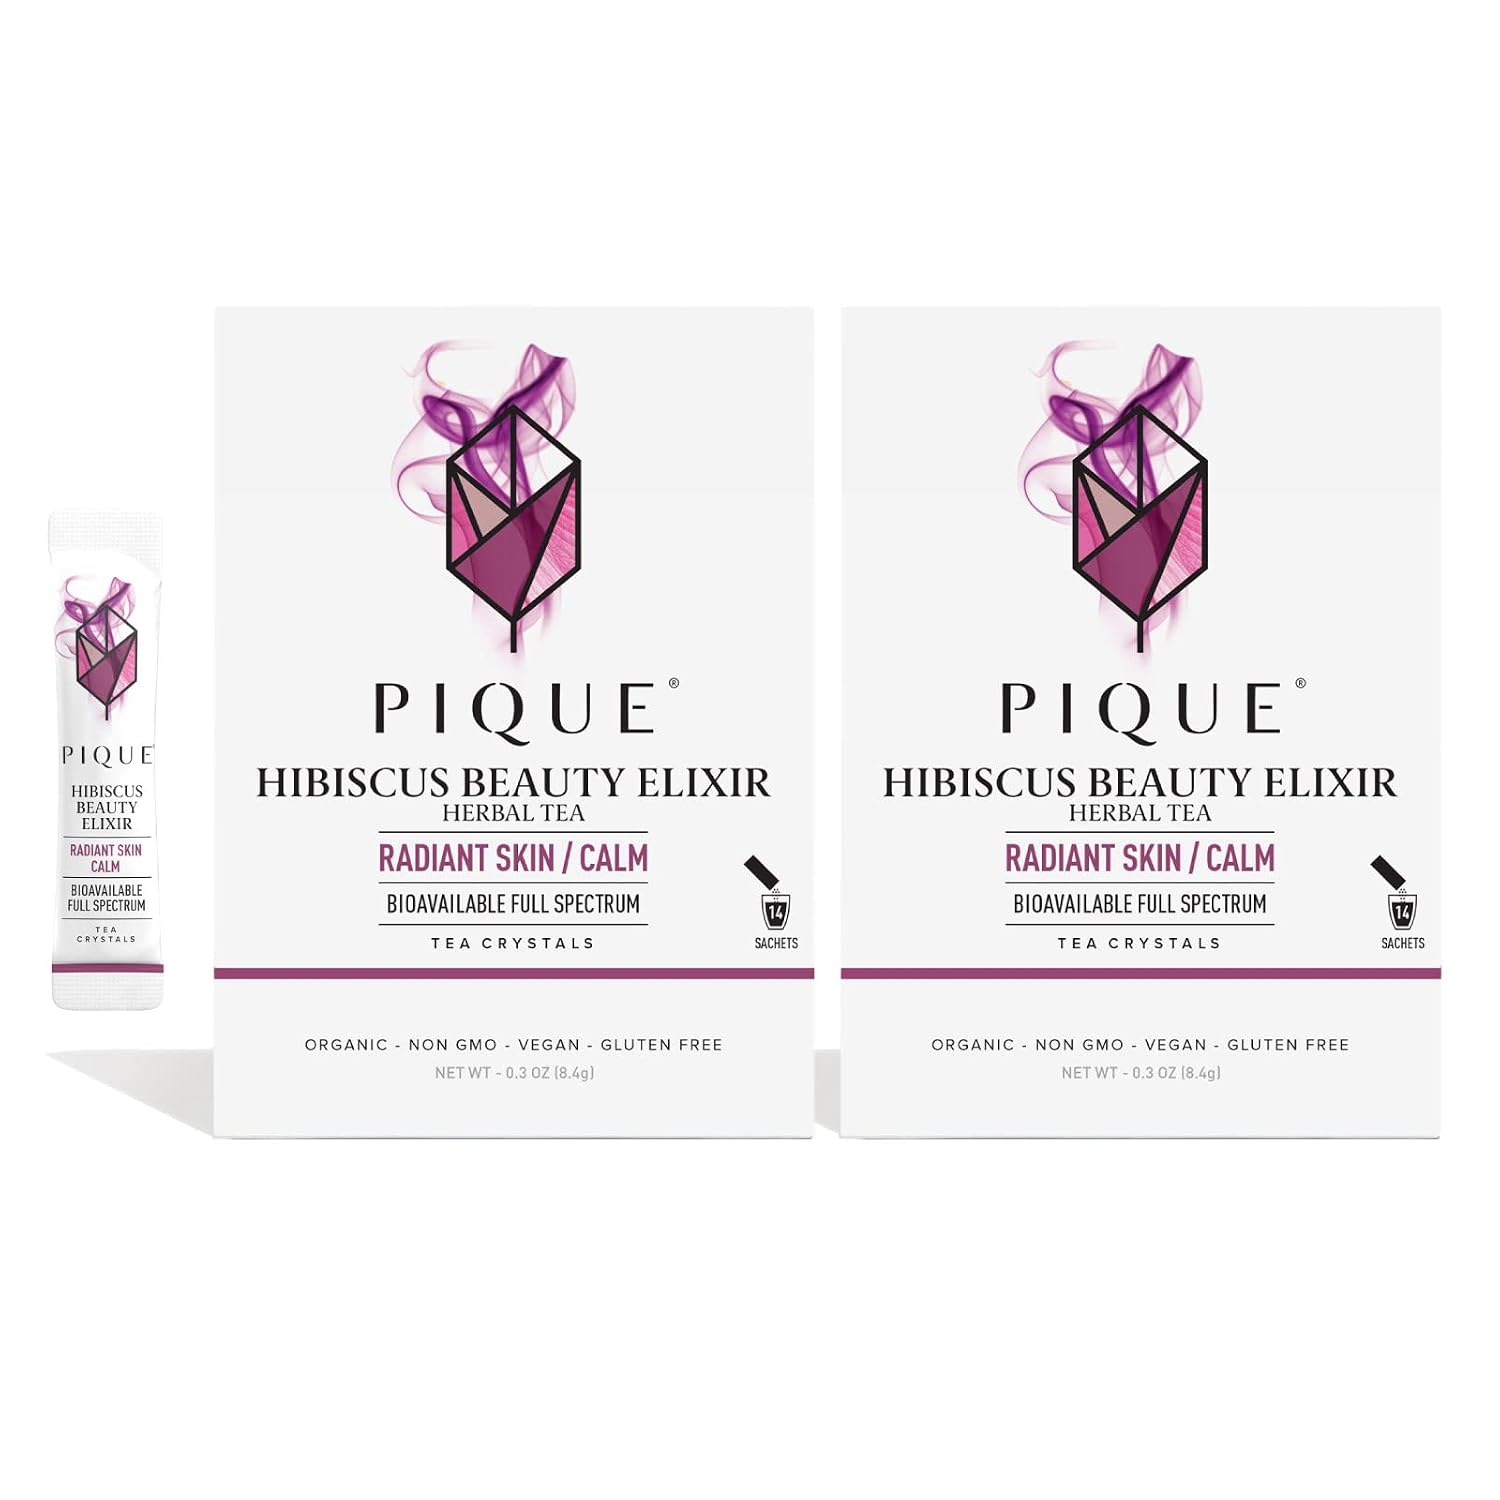 PIQUE
HIBISCUS
BEAUTY
ELIXIR
RADIANT SKIN
CALM
BIOAVAILABLE
FULL SPECTRUM
TEA
CRYSTALS
PIQUE®
HIBISCUS BEAUTY ELIXIR
HERBAL TEA
RADIANT SKIN / CALM
BIOAVAILABLE FULL SPECTRUM
TEA CRYSTALS
14
SACHETS
ORGANIC - NON GMO - VEGAN - GLUTEN FREE
NET WT - 0.3 OZ (8.4g)
PIQUE®
HIBISCUS BEAUTY ELIXIR
HERBAL TEA
RADIANT SKIN / CALM
BIOAVAILABLE FULL SPECTRUM
TEA CRYSTALS
14
SACHETS
ORGANIC - NON GMO - VEGAN - GLUTEN FREE
NET WT - 0.3 OZ (8.4g)